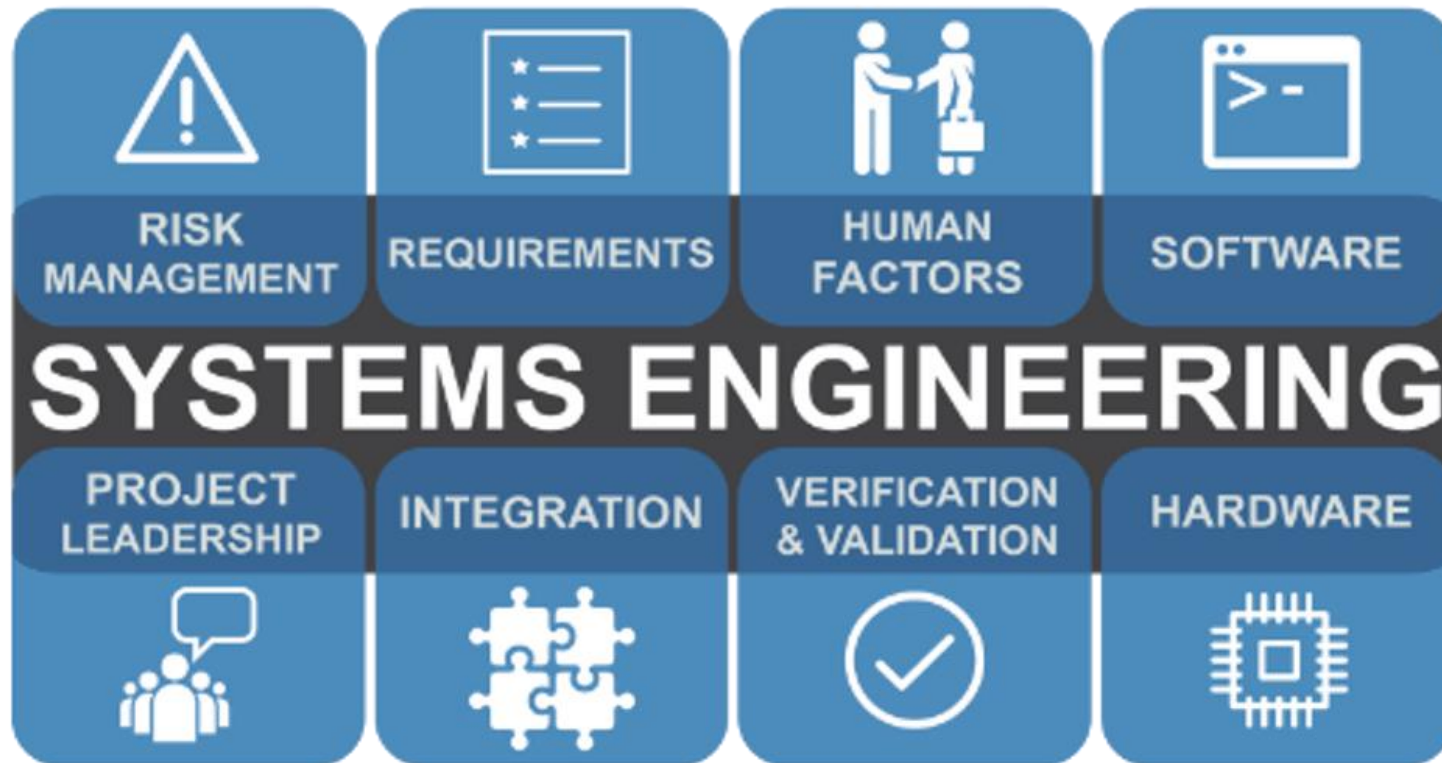 >-
RISK
MANAGEMENT
REQUIREMENTS
HUMAN
FACTORS
SOFTWARE
SYSTEMS ENGINEERING
PROJECT
LEADERSHIP
INTEGRATION
VERIFICATION
& VALIDATION
HARDWARE